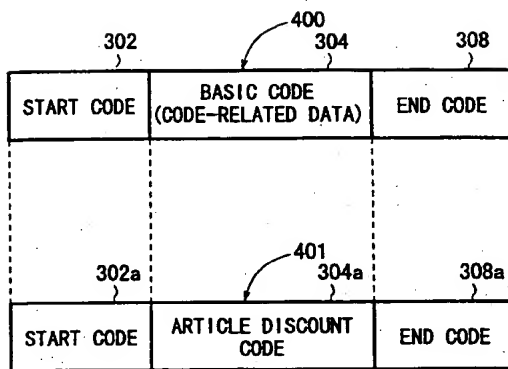 400
302 304 308
START CODE BASIC CODE (CODE-RELATED DATA) END CODE
401
302a 304a 308a
START CODE ARTICLE DISCOUNT CODE END CODE